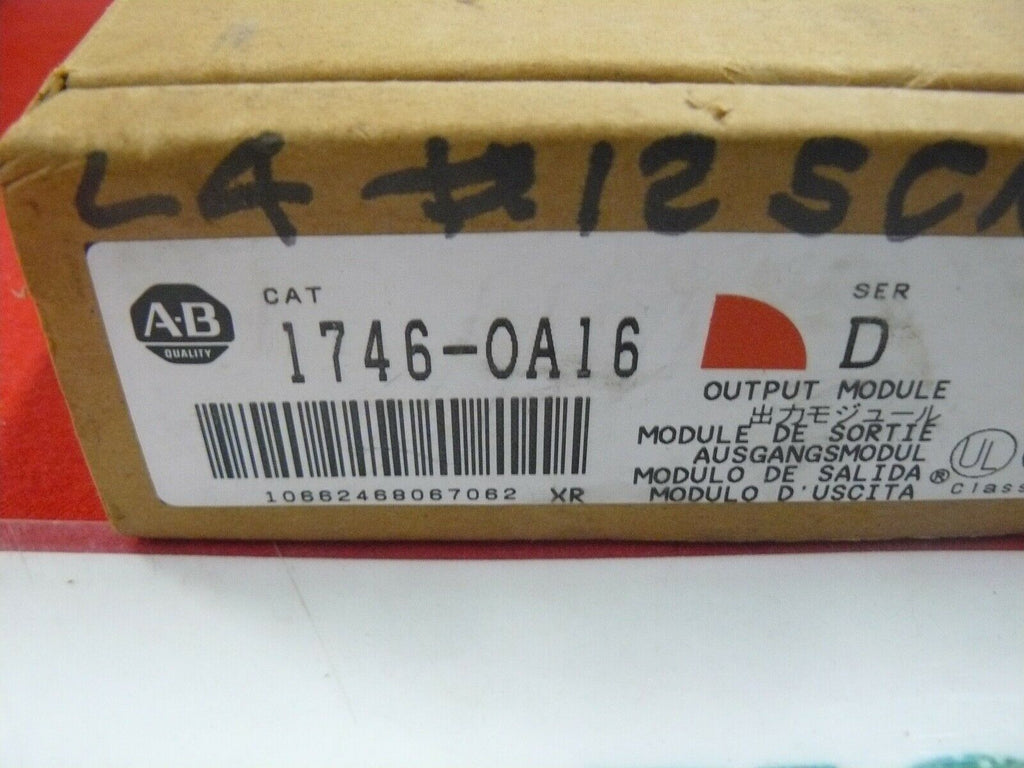 LA #12 SC
A-B
QUALITY
CAT
1746-OA16
SER
D
OUTPUT MODULE
出力モジュール
MODULE DE SORTIE
AUSGANGSMODUL
MODULO DE SALIDA
MODULO D'USCITA
UL ®
Class
10662468067062 XR